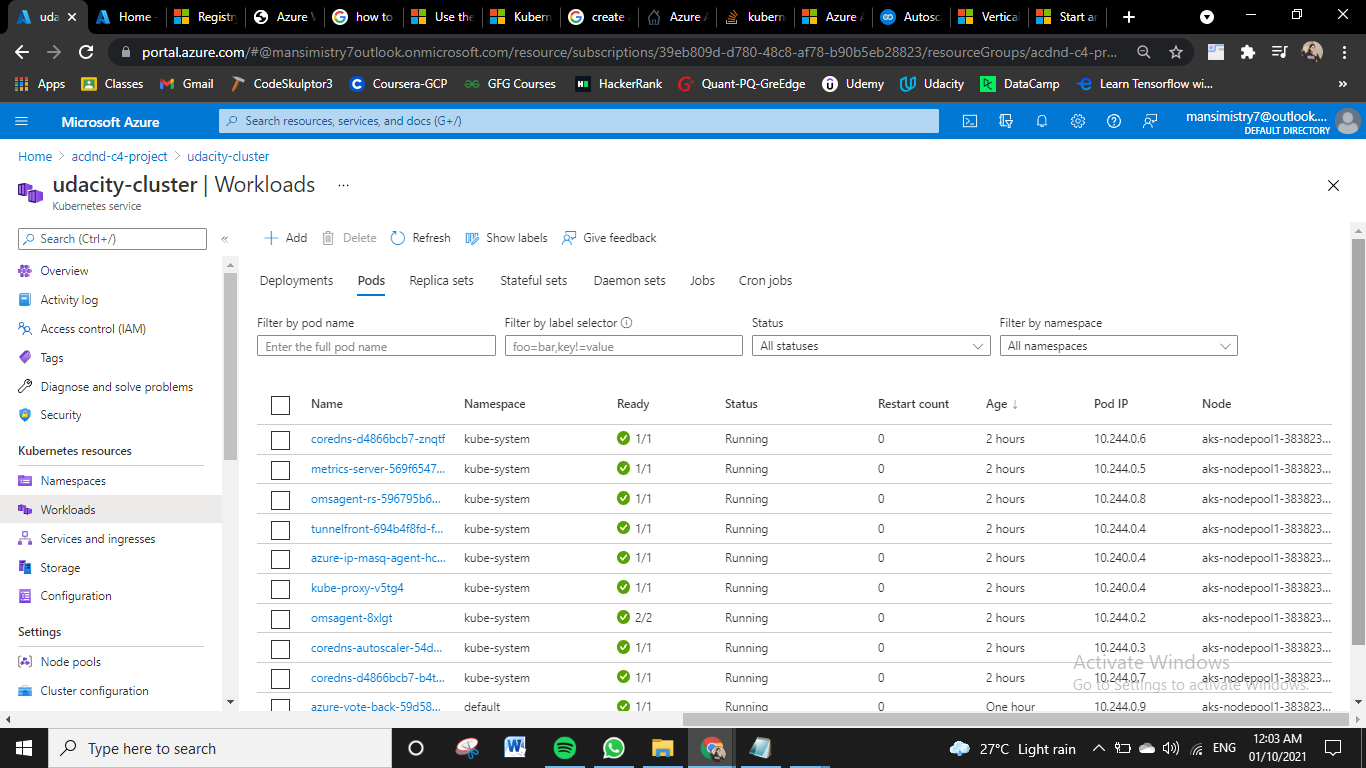 uda
Home -
Registry
Azure V
how to
Use the
Kubern
create
Azure A
kubern
Azure A
Autosc
Vertical
Start an
portal.azure.com/#@mansimistry7outlook.onmicrosoft.com/resource/subscriptions/39eb809d-d780-48c8-af78-b90b5eb28823/resourceGroups/acdnd-c4-pr...
Apps Classes Gmail CodeSkulptor3 Coursera-GCP GFG Courses HackerRank Quant-PQ-GreEdge Udemy Udacity DataCamp Learn Tensorflow wi... »
Microsoft Azure
Search resources, services, and docs (G+/)
mansimistry7@outlook....
DEFAULT DIRECTORY
Home > acdnd-c4-project > udacity-cluster
udacity-cluster | Workloads ...
Kubernetes service
Search (Ctrl+/) «
Overview
Activity log
Access control (IAM)
Tags
Diagnose and solve problems
Security
Kubernetes resources
Namespaces
Workloads
Services and ingresses
Storage
Configuration
Settings
Node pools
Cluster configuration
Add Delete Refresh Show labels Give feedback
Deployments Pods Replica sets Stateful sets Daemon sets Jobs Cron jobs
Filter by pod name Filter by label selector Status Filter by namespace
Enter the full pod name foo=bar,key!=value All statuses All namespaces
Name Namespace Ready Status Restart count Age ↓ Pod IP Node
coredns-d4866bcb7-znqtf kube-system 1/1 Running 0 2 hours 10.244.0.6 aks-nodepool1-383823...
metrics-server-569f6547... kube-system 1/1 Running 0 2 hours 10.244.0.5 aks-nodepool1-383823...
omsagent-rs-596795b6... kube-system 1/1 Running 0 2 hours 10.244.0.8 aks-nodepool1-383823...
tunnelfront-694b4f8fd-f... kube-system 1/1 Running 0 2 hours 10.244.0.4 aks-nodepool1-383823...
azure-ip-masq-agent-hc... kube-system 1/1 Running 0 2 hours 10.240.0.4 aks-nodepool1-383823...
kube-proxy-v5tg4 kube-system 1/1 Running 0 2 hours 10.240.0.4 aks-nodepool1-383823...
omsagent-8xlgt kube-system 2/2 Running 0 2 hours 10.244.0.2 aks-nodepool1-383823...
coredns-autoscaler-54d... kube-system 1/1 Running 0 2 hours 10.244.0.3 aks-nodepool1-383823...
coredns-d4866bcb7-b4t... kube-system 1/1 Running 0 2 hours 10.244.0.7 aks-nodepool1-383823...
azure-vote-back-59d58... default 1/1 Running 0 One hour 10.244.0.9 aks-nodepool1-383823...
Activate Windows
Go to Settings to activate Windows.
Type here to search
27°C Light rain
ENG
12:03 AM
01/10/2021